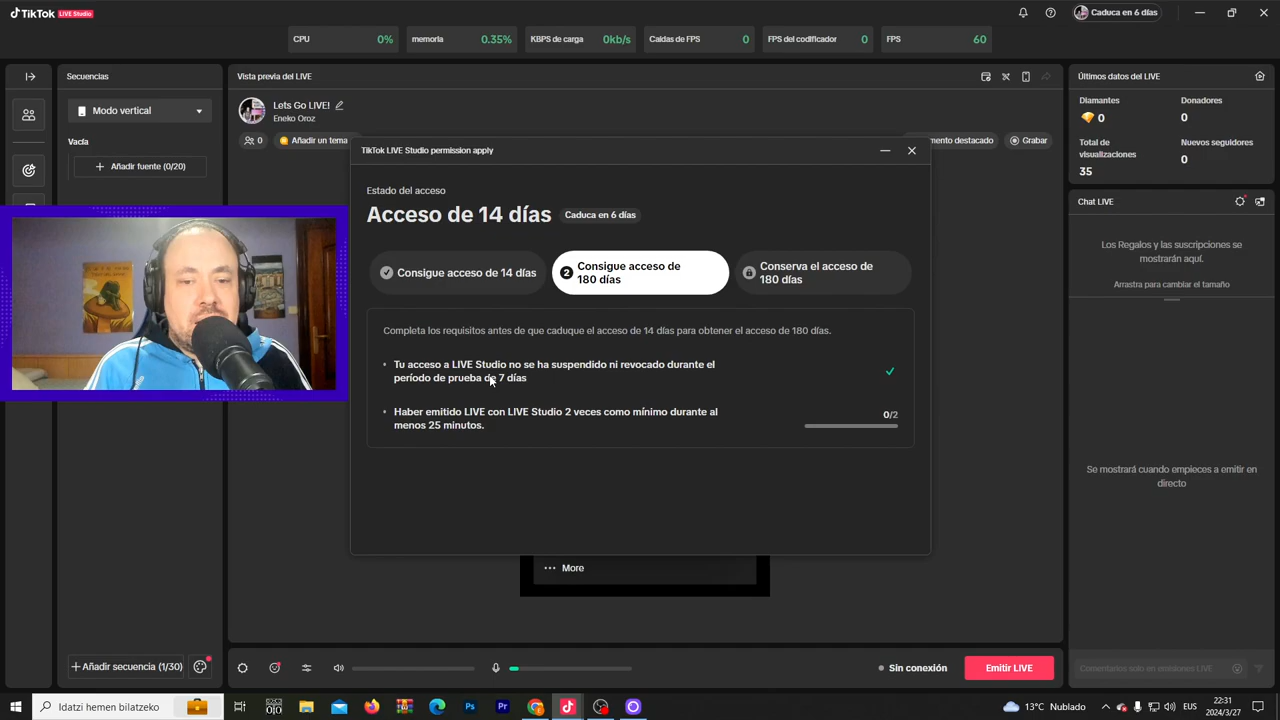 TikTok LIVE Studio
Caduca en 6 días
CPU 0%
memoria 0.35%
KBPS de carga 0kb/s
Caídas de FPS 0
FPS del codificador 0
FPS 60
Secuencias
Modo vertical
Vacía
Añadir fuente (0/20)
Vista previa del LIVE
Lets Go LIVE!
Eneko Oroz
0
Añadir un tema
mento destacado
Grabar
TikTok LIVE Studio permission apply
Estado del acceso
Acceso de 14 días Caduca en 6 días
Consigue acceso de 14 días
2 Consigue acceso de
180 días
Conserva el acceso de
180 días
Completa los requisitos antes de que caduque el acceso de 14 días para obtener el acceso de 180 días.
Tu acceso a LIVE Studio no se ha suspendido ni revocado durante el
período de prueba de 7 días
Haber emitido LIVE con LIVE Studio 2 veces como mínimo durante al
menos 25 minutos.
0/2
More
Últimos datos del LIVE
Diamantes
0
Donadores
0
Total de
visualizaciones
35
Nuevos seguidores
0
Chat LIVE
Los Regalos y las suscripciones se
mostrarán aquí.
Arrastra para cambiar el tamaño
Se mostrará cuando empieces a emitir en
directo
Comentarios solo en emisiones LIVE
Añadir secuencia (1/30)
Sin conexión
Emitir LIVE
Idatzi hemen bilatzeko
13°C Nublado
EUS
22:31
2024/3/27